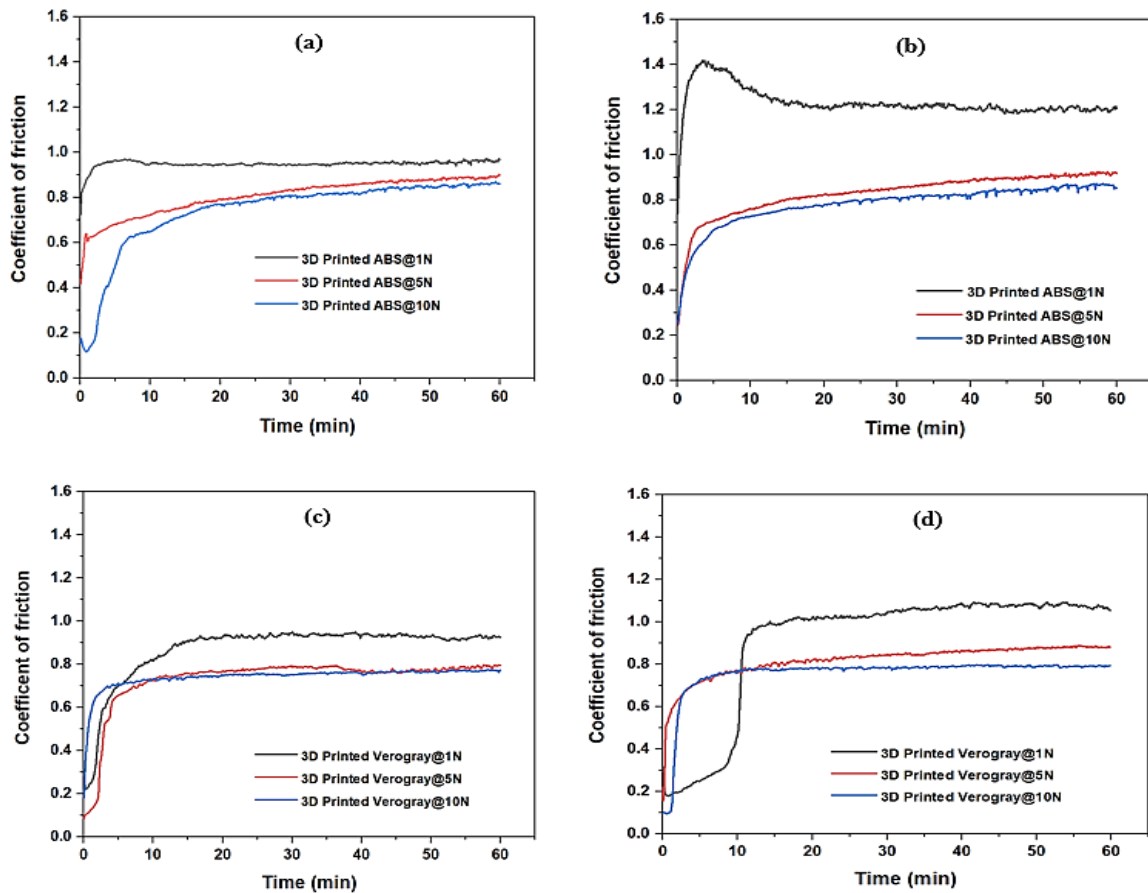 (a)
Coefficient of friction
1.6
1.4
1.2
1.0
0.8
0.6
0.4
0.2
0.0
3D Printed ABS@1N
3D Printed ABS@5N
3D Printed ABS@10N
0 10 20 30 40 50 60
Time (min)
(b)
Coefficient of friction
1.6
1.4
1.2
1.0
0.8
0.6
0.4
0.2
0.0
3D Printed ABS@1N
3D Printed ABS@5N
3D Printed ABS@10N
0 10 20 30 40 50 60
Time (min)
(c)
Coefficient of friction
1.6
1.4
1.2
1.0
0.8
0.6
0.4
0.2
0.0
3D Printed Verogray@1N
3D Printed Verogray@5N
3D Printed Verogray@10N
0 10 20 30 40 50 60
Time (min)
(d)
Coefficient of friction
1.6
1.4
1.2
1.0
0.8
0.6
0.4
0.2
0.0
3D Printed Verogray@1N
3D Printed Verogray@5N
3D Printed Verogray@10N
0 10 20 30 40 50 60
Time (min)